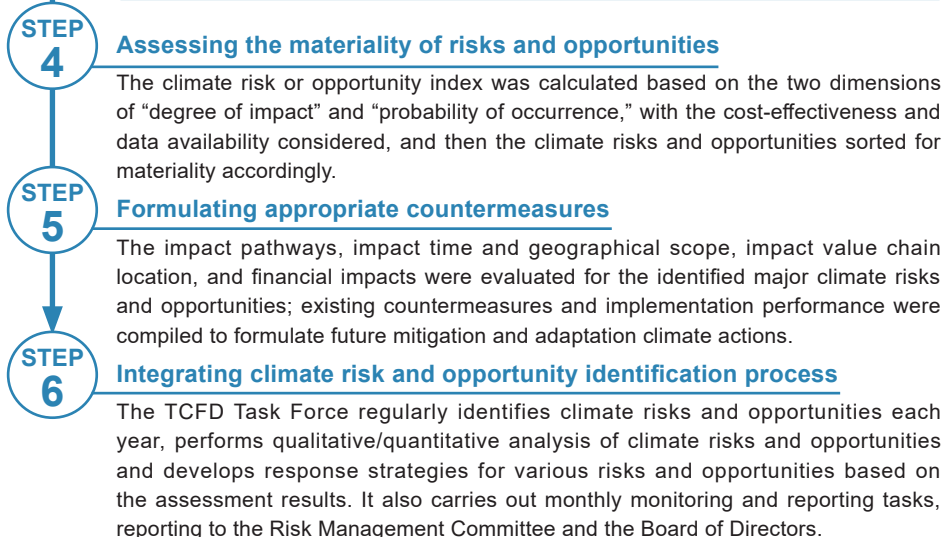 STEP
4
Assessing the materiality of risks and opportunities
The climate risk or opportunity index was calculated based on the two dimensions
of “degree of impact” and “probability of occurrence,” with the cost-effectiveness and
data availability considered, and then the climate risks and opportunities sorted for
materiality accordingly.
STEP
5
Formulating appropriate countermeasures
The impact pathways, impact time and geographical scope, impact value chain
location, and financial impacts were evaluated for the identified major climate risks
and opportunities; existing countermeasures and implementation performance were
compiled to formulate future mitigation and adaptation climate actions.
STEP
6
Integrating climate risk and opportunity identification process
The TCFD Task Force regularly identifies climate risks and opportunities each
year, performs qualitative/quantitative analysis of climate risks and opportunities
and develops response strategies for various risks and opportunities based on
the assessment results. It also carries out monthly monitoring and reporting tasks,
reporting to the Risk Management Committee and the Board of Directors.